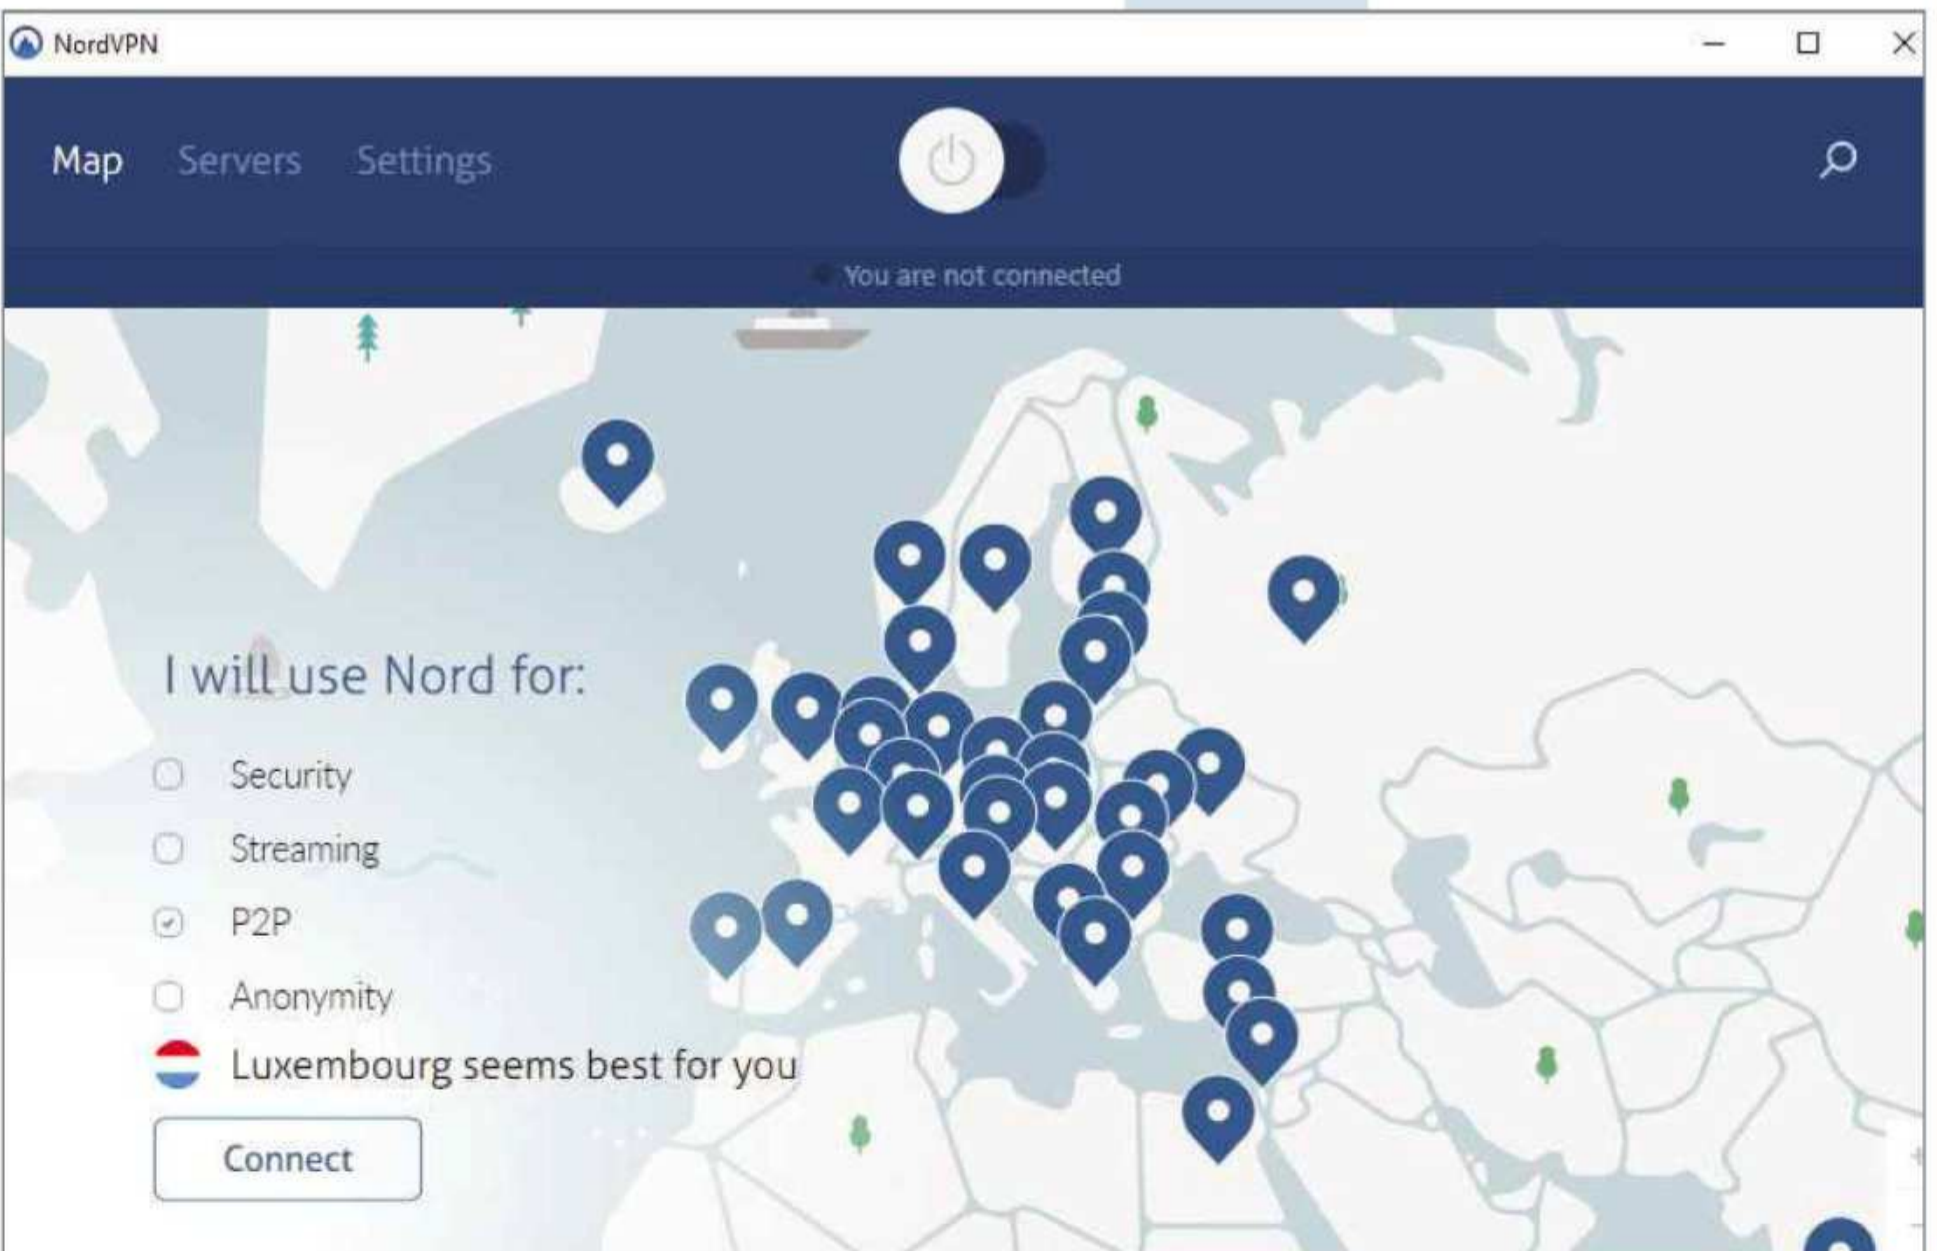 NordVPN
Map Servers Settings
You are not connected
I will use Nord for:
Security
Streaming
P2P
Anonymity
Luxembourg seems best for you
Connect